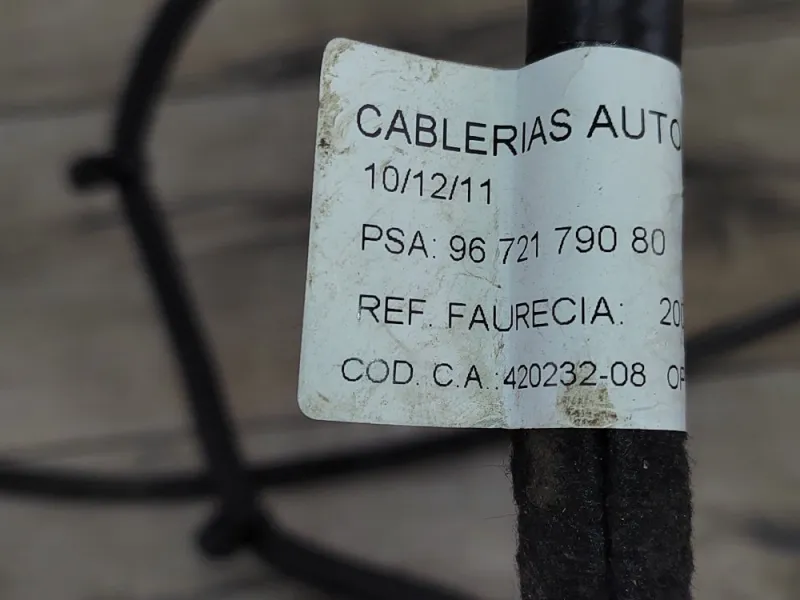 CABLERIAS AUTO
10/12/11
PSA: 96 721 790 80
REF. FAURECIA:
COD. C.A.:420232-08